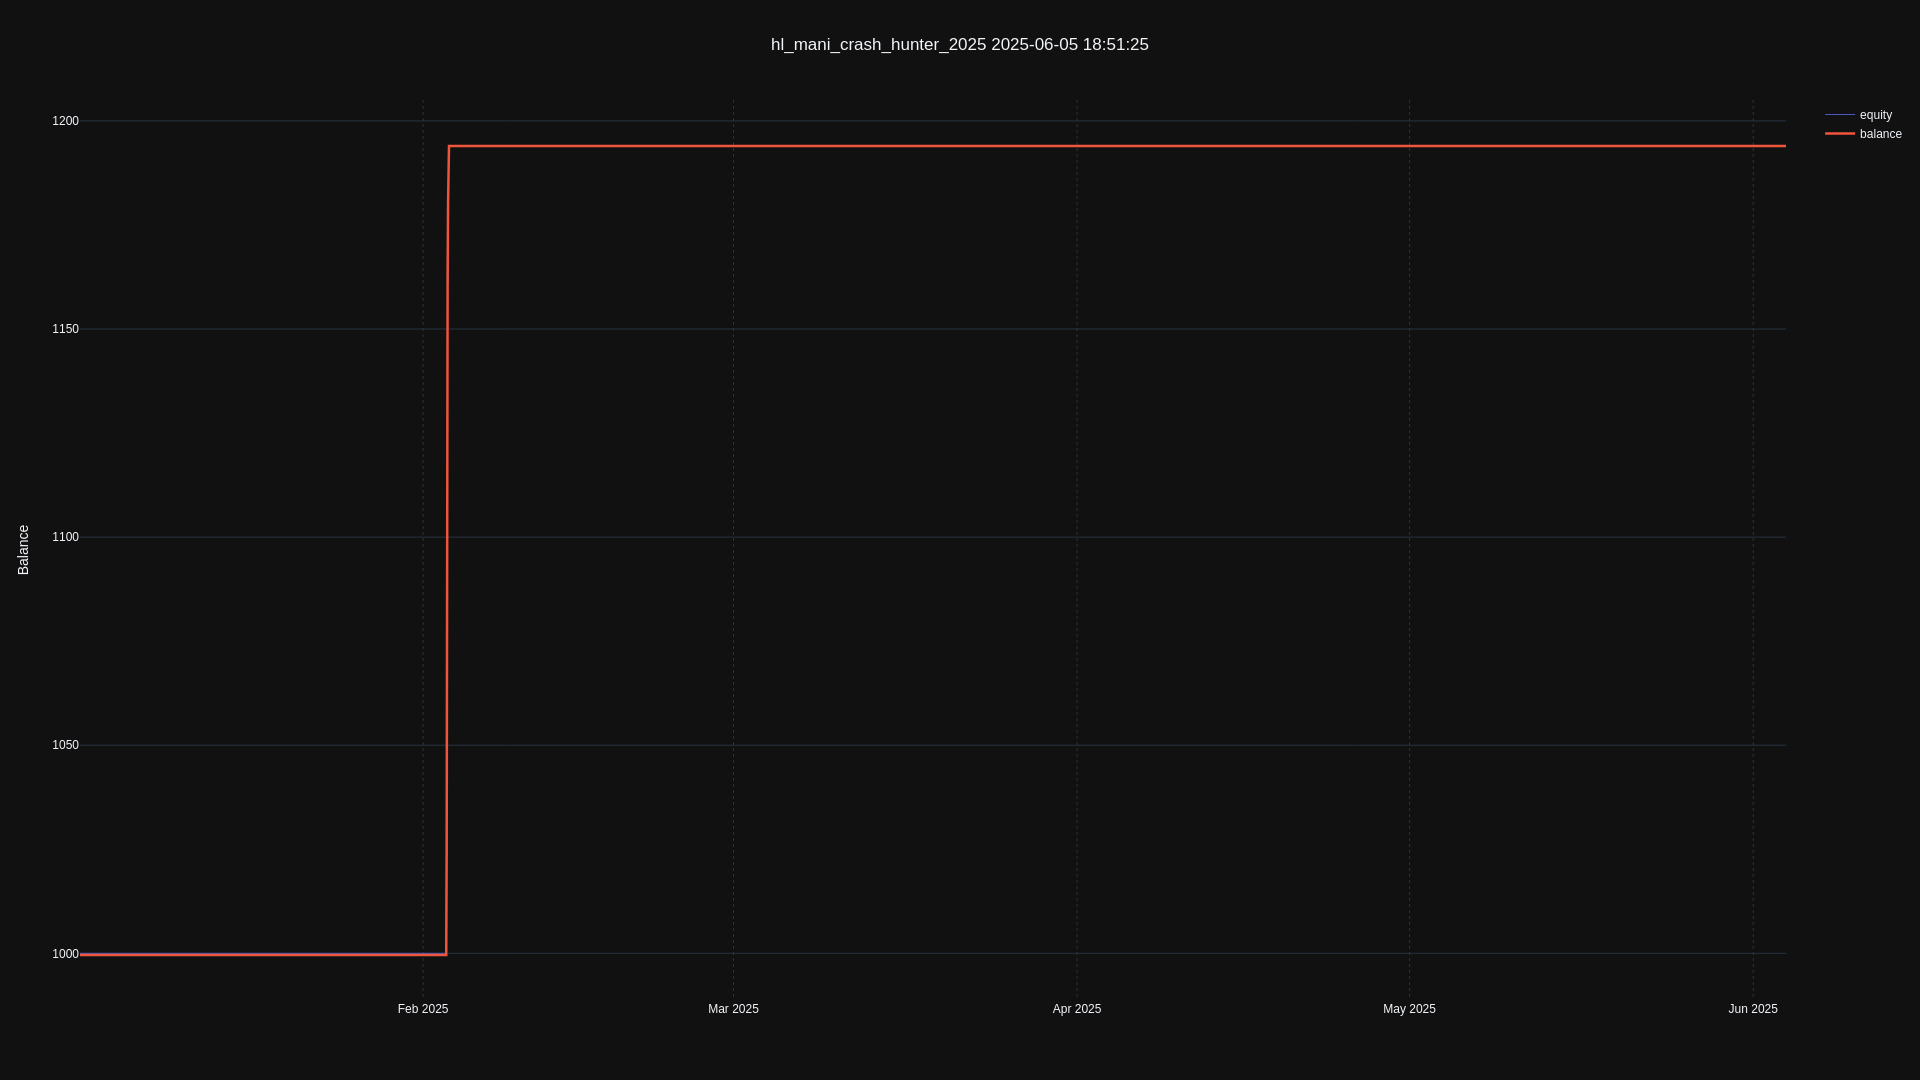 hl_mani_crash_hunter_2025 2025-06-05 18:51:25
equity
balance
Balance
1200
1150
1100
1050
1000
Feb 2025
Mar 2025
Apr 2025
May 2025
Jun 2025